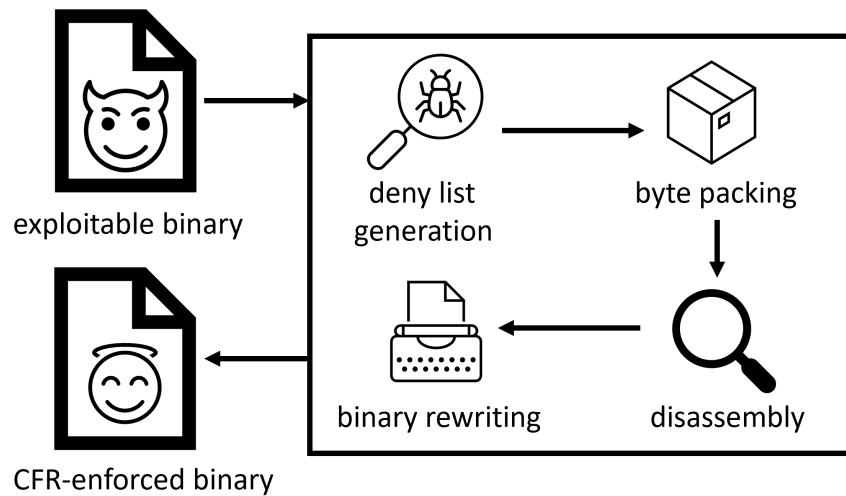 exploitable binary
deny list
generation
byte packing
disassembly
binary rewriting
CFR-enforced binary